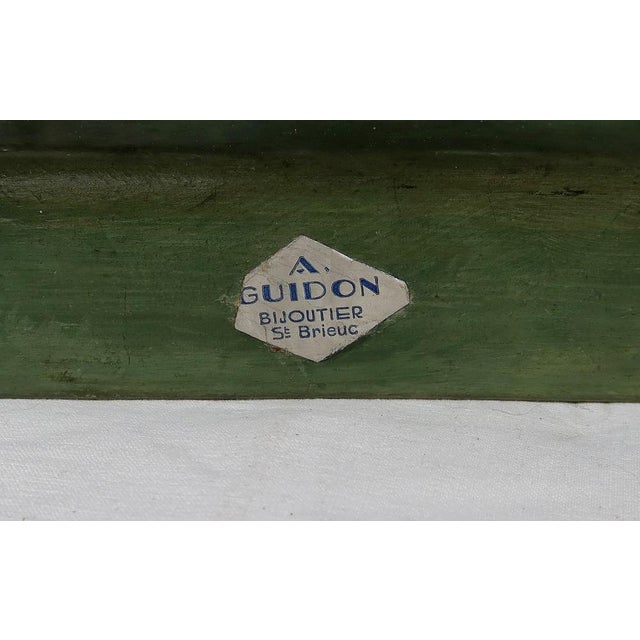 A.
GUIDON
BIJOUTIER
St Brieuc